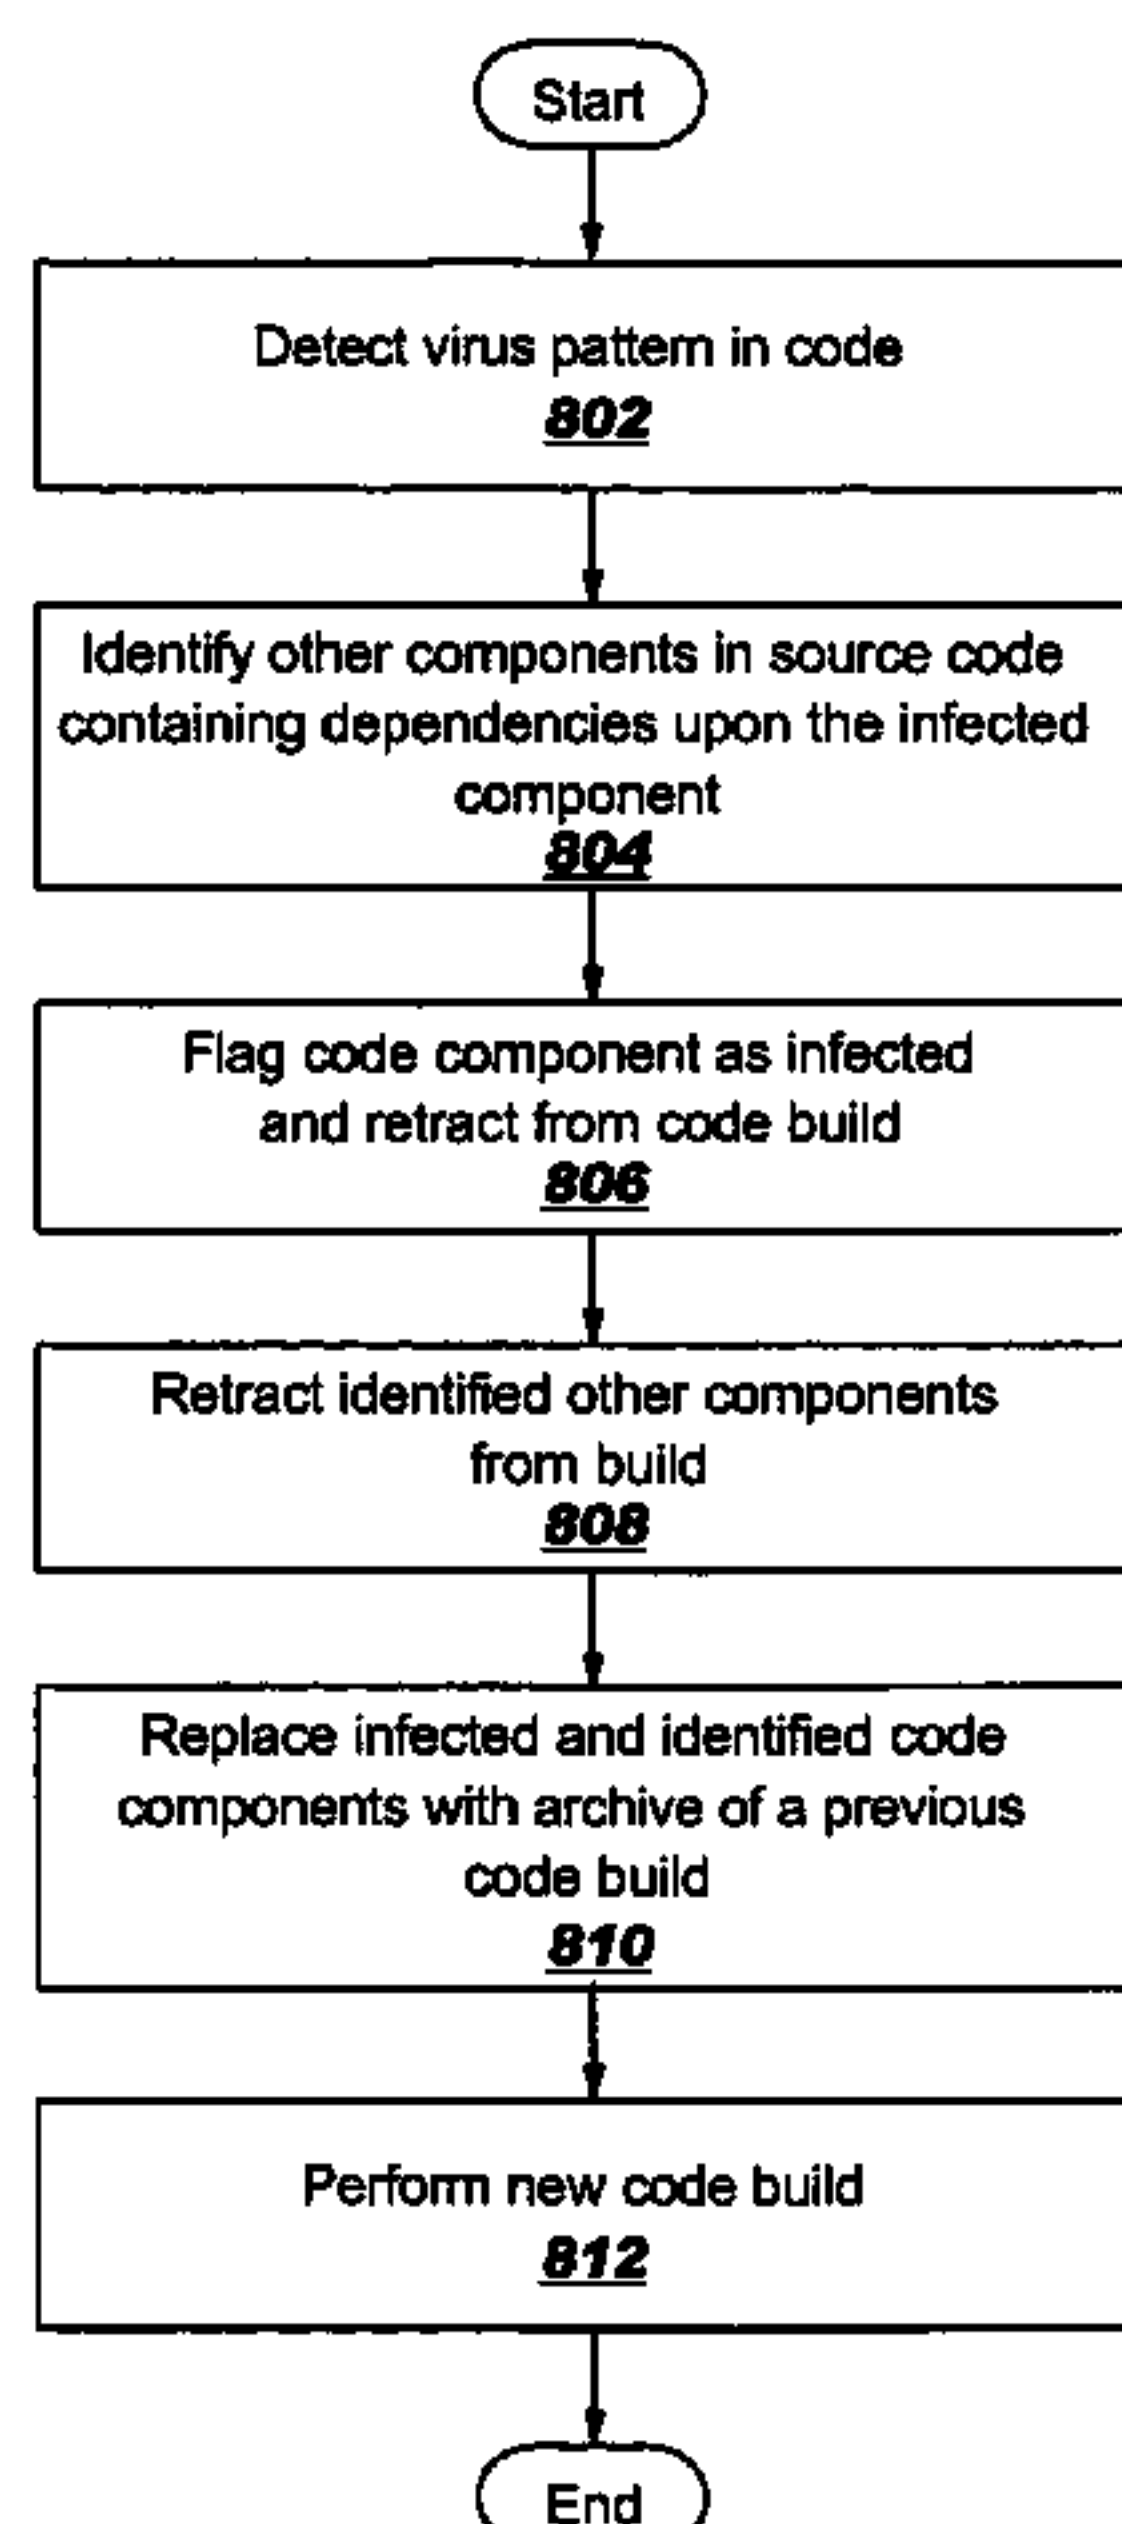 Start
Detect virus pattern in code
802
Identify other components in source code
containing dependencies upon the infected
component
804
Flag code component as infected
and retract from code build
806
Retract identified other components
from build
808
Replace infected and identified code
components with archive of a previous
code build
810
Perform new code build
812
End